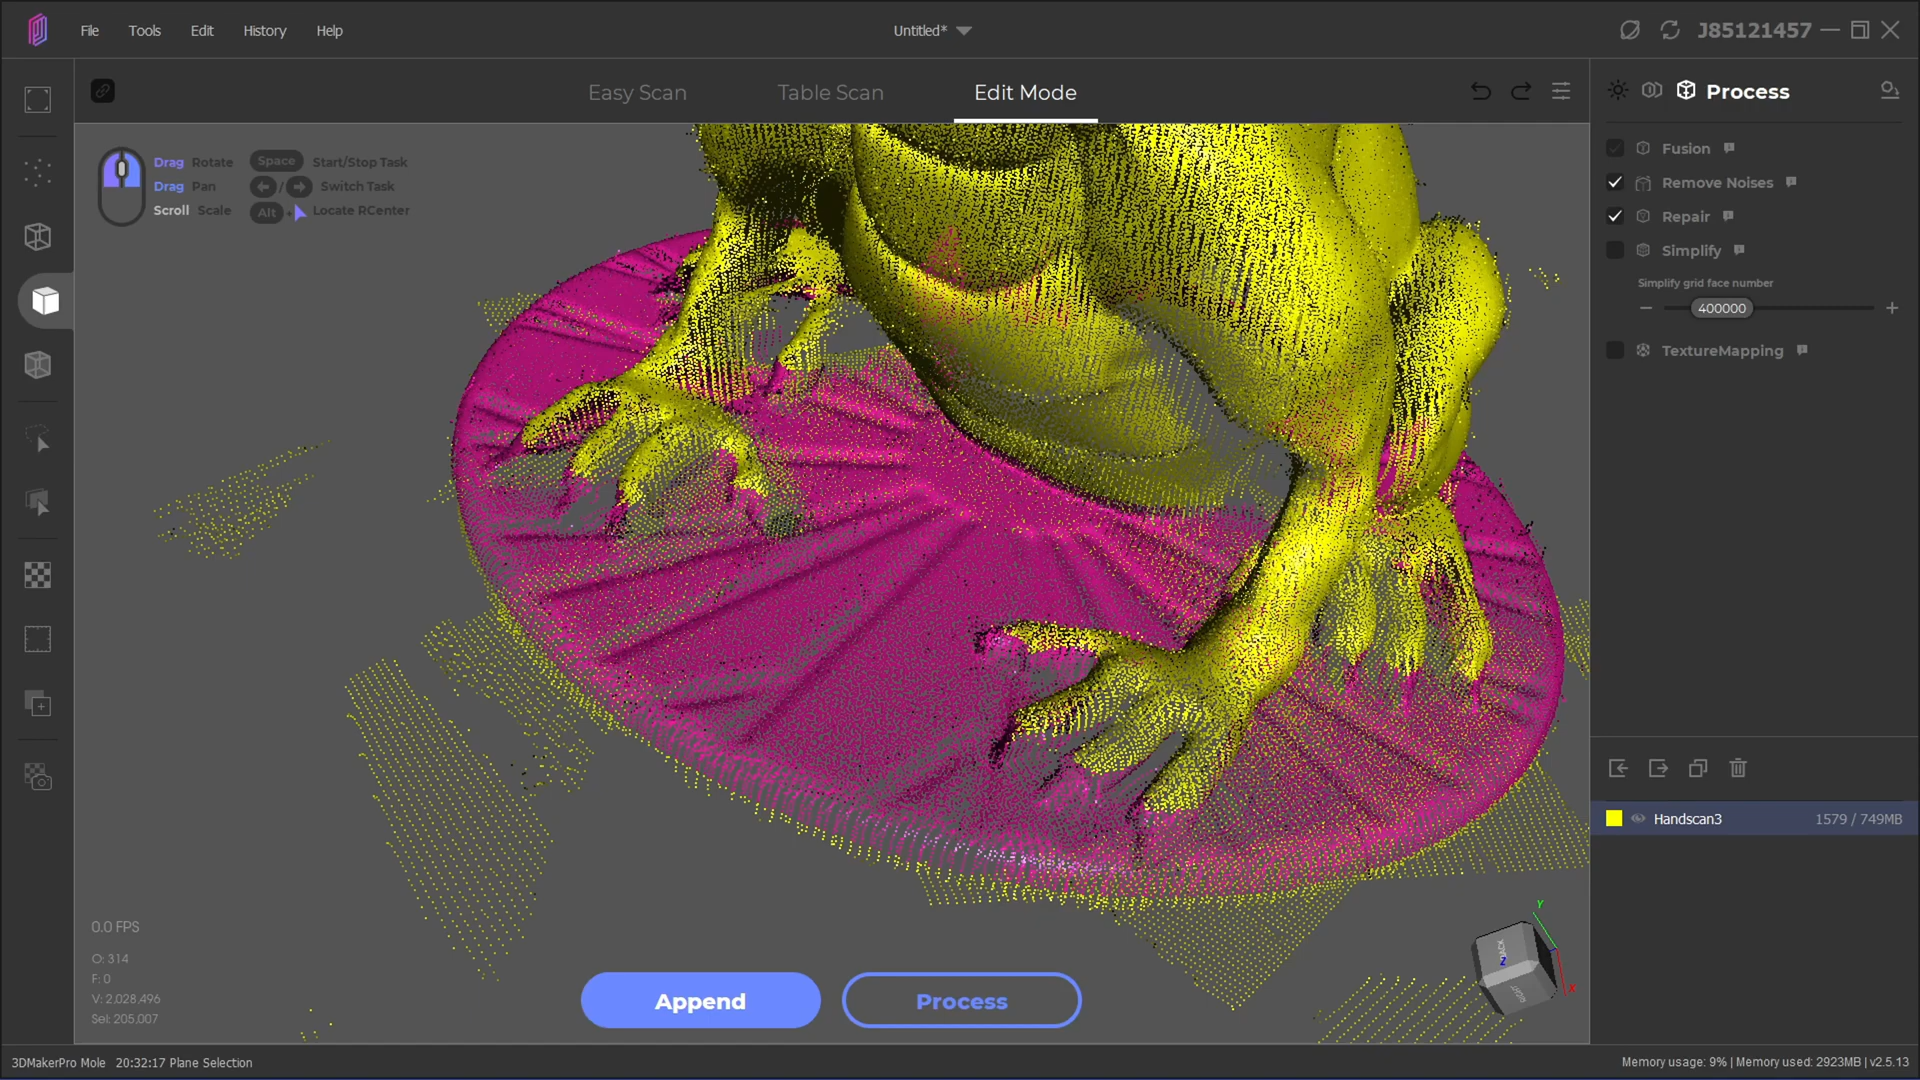 File Tools Edit History Help
Untitled*
J85121457
Easy Scan Table Scan Edit Mode
Process
Drag Rotate Space Start/Stop Task
Drag Pan / Switch Task
Scroll Scale Alt + Locate RCenter
Fusion
Remove Noises
Repair
Simplify
Simplify grid face number
400000
TextureMapping
Handscan3 1579 / 749MB
0.0 FPS
O: 314
F: 0
V: 2,028,496
Sel: 205,007
Append Process
Y
Z
X
RIGHT
3DMakerPro Mole 20:32:17 Plane Selection
Memory usage: 9% | Memory used: 2923MB | v2.5.13